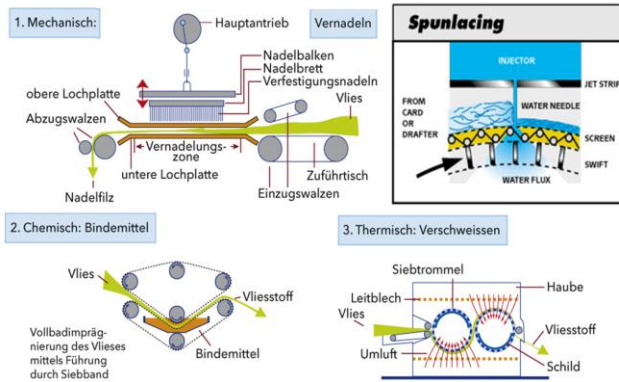 1. Mechanisch:
Hauptantrieb
Vernadeln
Nadelbalken
Nadelbrett
Verfestigungsnadeln
obere Lochplatte
Vlies
Abzugswalzen
Vernadelungs-
zone
Zuführtisch
untere Lochplatte
Nadelfilz
Einzugswalzen
Spunlacing
INJECTOR
JET STRIP
FROM
CARD
OR
DRAFTER
WATER NEEDLE
SCREEN
SWIFT
WATER FLUX
2. Chemisch: Bindemittel
Vlies
Vliesstoff
Vollbadimpräg-
nierung des Vlieses
mittels Führung
durch Siebband
Bindemittel
3. Thermisch: Verschweissen
Siebtrommel
Leitblech
Haube
Vlies
Vliesstoff
Umluft
Schild